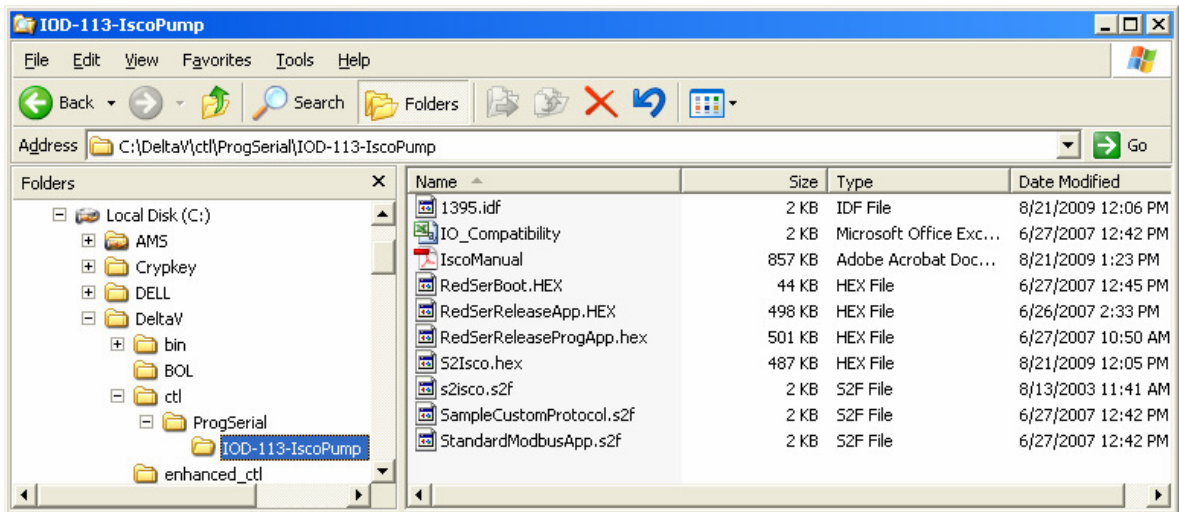 IOD-113-IscoPump
File Edit View Favorites Tools Help
Back Search Folders
Address C:\DeltaV\ctl\ProgSerial\IOD-113-IscoPump Go
Folders Name Size Type Date Modified
Local Disk (C:) 1395.idf 2 KB IDF File 8/21/2009 12:06 PM
AMS IO_Compatibility 2 KB Microsoft Office Exc... 6/27/2007 12:42 PM
Crypkey IscoManual 857 KB Adobe Acrobat Doc... 8/21/2009 1:23 PM
DELL RedSerBoot.HEX 44 KB HEX File 6/27/2007 12:45 PM
DeltaV RedSerReleaseApp.HEX 498 KB HEX File 6/26/2007 2:33 PM
bin RedSerReleaseProgApp.hex 501 KB HEX File 6/27/2007 10:50 AM
BOL S2Isco.hex 487 KB HEX File 8/21/2009 12:05 PM
ctl s2isco.s2f 2 KB S2F File 8/13/2003 11:41 AM
ProgSerial SampleCustomProtocol.s2f 2 KB S2F File 6/27/2007 12:42 PM
IOD-113-IscoPump StandardModbusApp.s2f 2 KB S2F File 6/27/2007 12:42 PM
enhanced_ctl